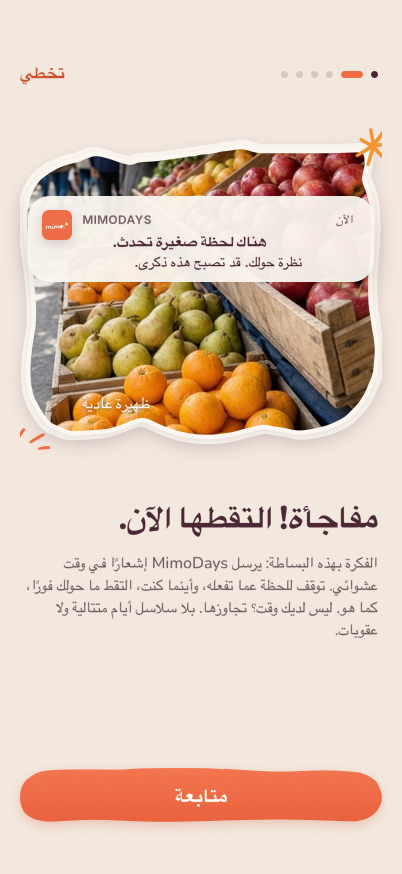 تخطي
mimo
MIMODAYS
الآن
هناك لحظة صغيرة تحدث.
نظرة حولك. قد تصبح هذه ذكرى.
ظهيرة عادية
مفاجأة! التقطها الآن.
الفكرة بهذه البساطة: يرسل MimoDays إشعارًا في وقت
عشوائي. توقف للحظة عما تفعله، وأينما كنت، التقط ما حولك فورًا،
كما هو. ليس لديك وقت؟ تجاوزها. بلا سلاسل أيام متتالية ولا
عقوبات.
متابعة